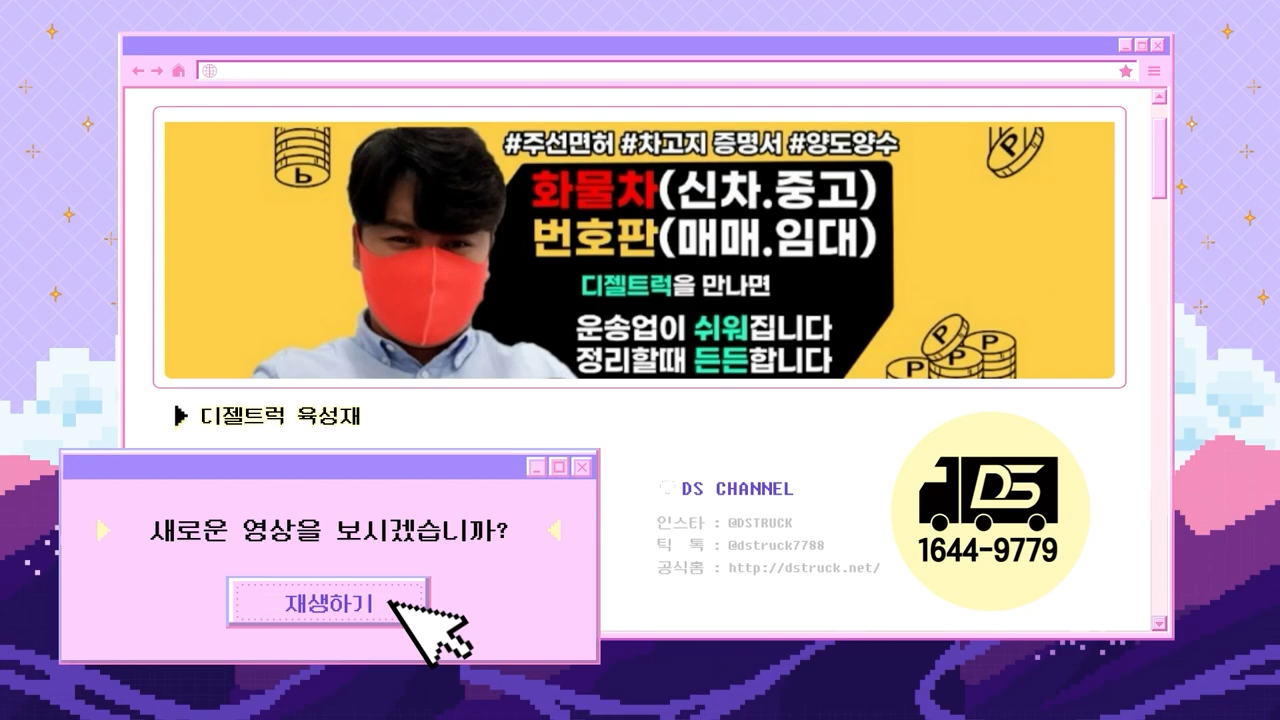 #주선면허 #차고지 증명서 #양도양수
화물차(신차.중고)
번호판(매매.임대)
디젤트럭을 만나면
운송업이 쉬워집니다
정리할때 든든합니다
디젤트럭 육성재
새로운 영상을 보시겠습니까?
재생하기
DS CHANNEL
인스타 : @DSTRUCK
틱 톡 : @dstruck7788
공식홈 : http://dstruck.net/
DS
1644-9779
P
P
P
P
P